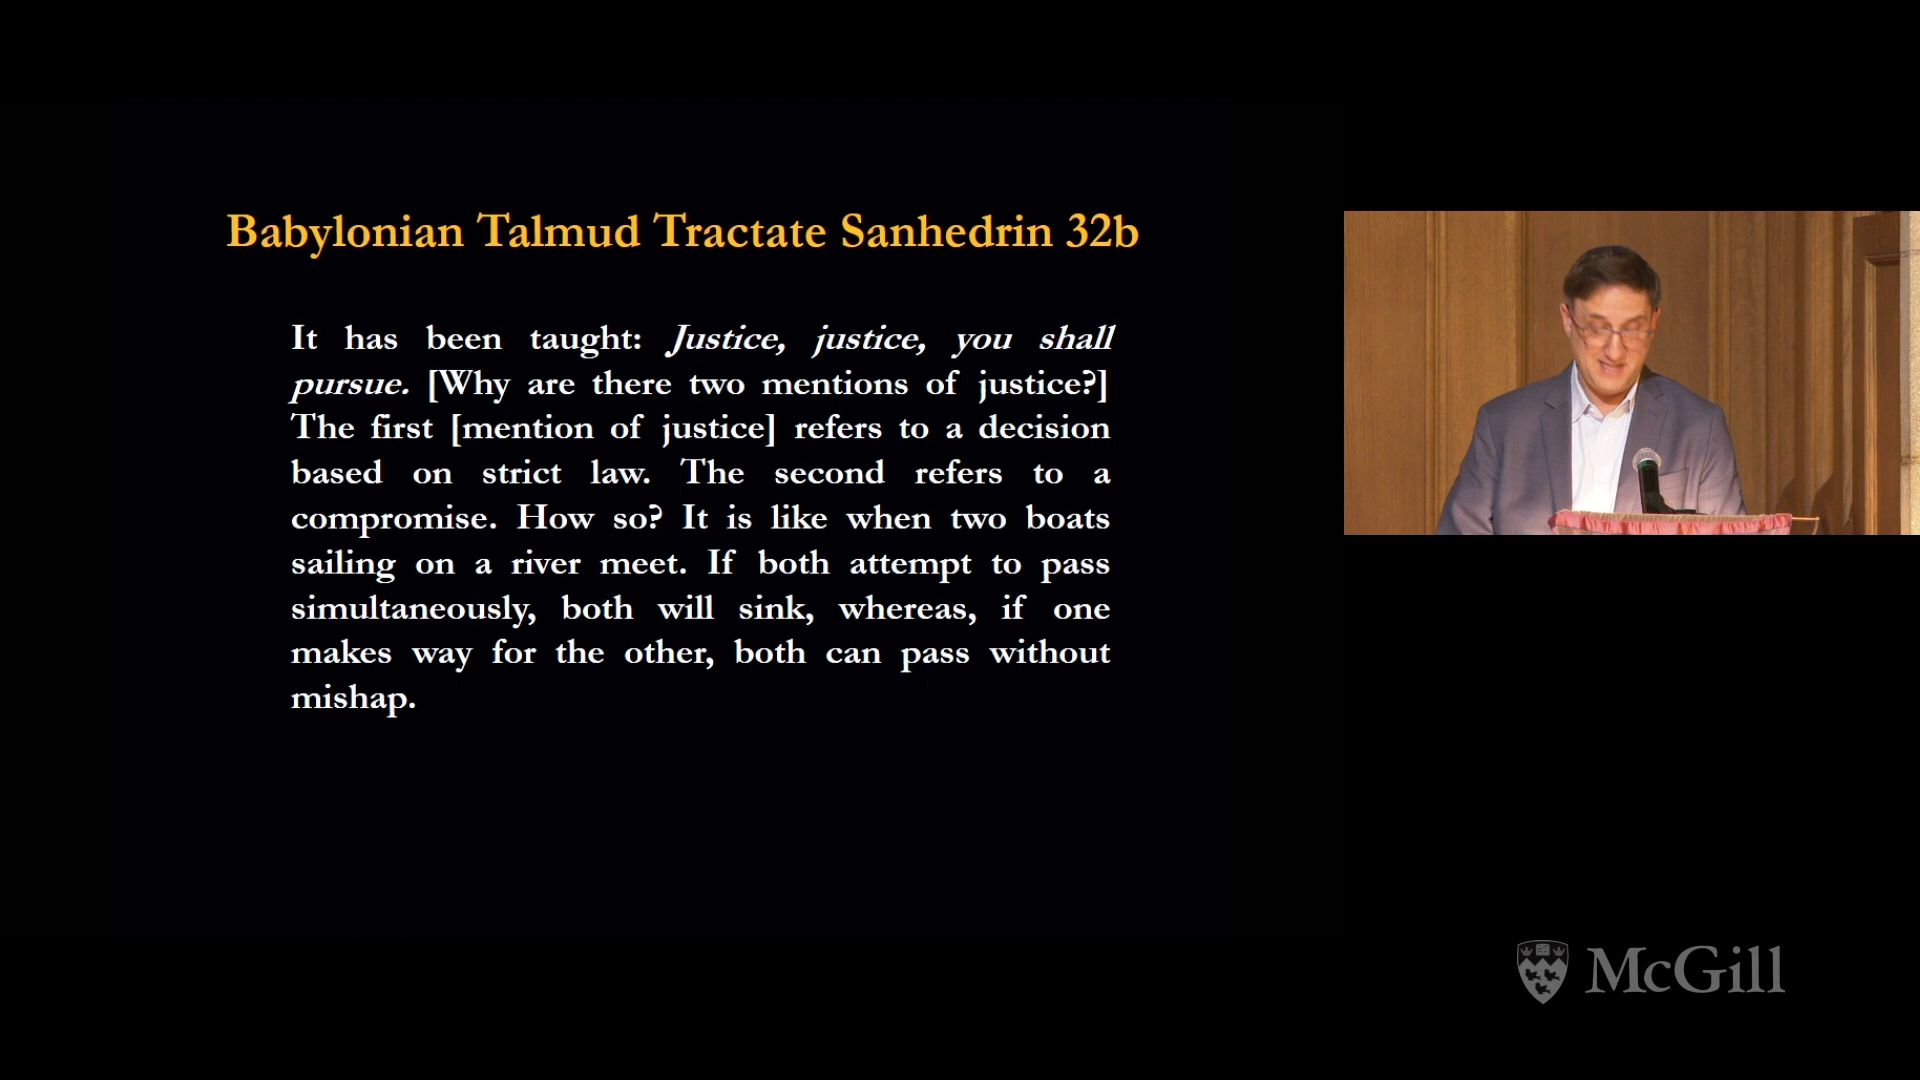 Babylonian Talmud Tractate Sanhedrin 32b
It has been taught: Justice, justice, you shall
pursue. [Why are there two mentions of justice?]
The first [mention of justice] refers to a decision
based on strict law. The second refers to a
compromise. How so? It is like when two boats
sailing on a river meet. If both attempt to pass
simultaneously, both will sink, whereas, if one
makes way for the other, both can pass without
mishap.
McGill